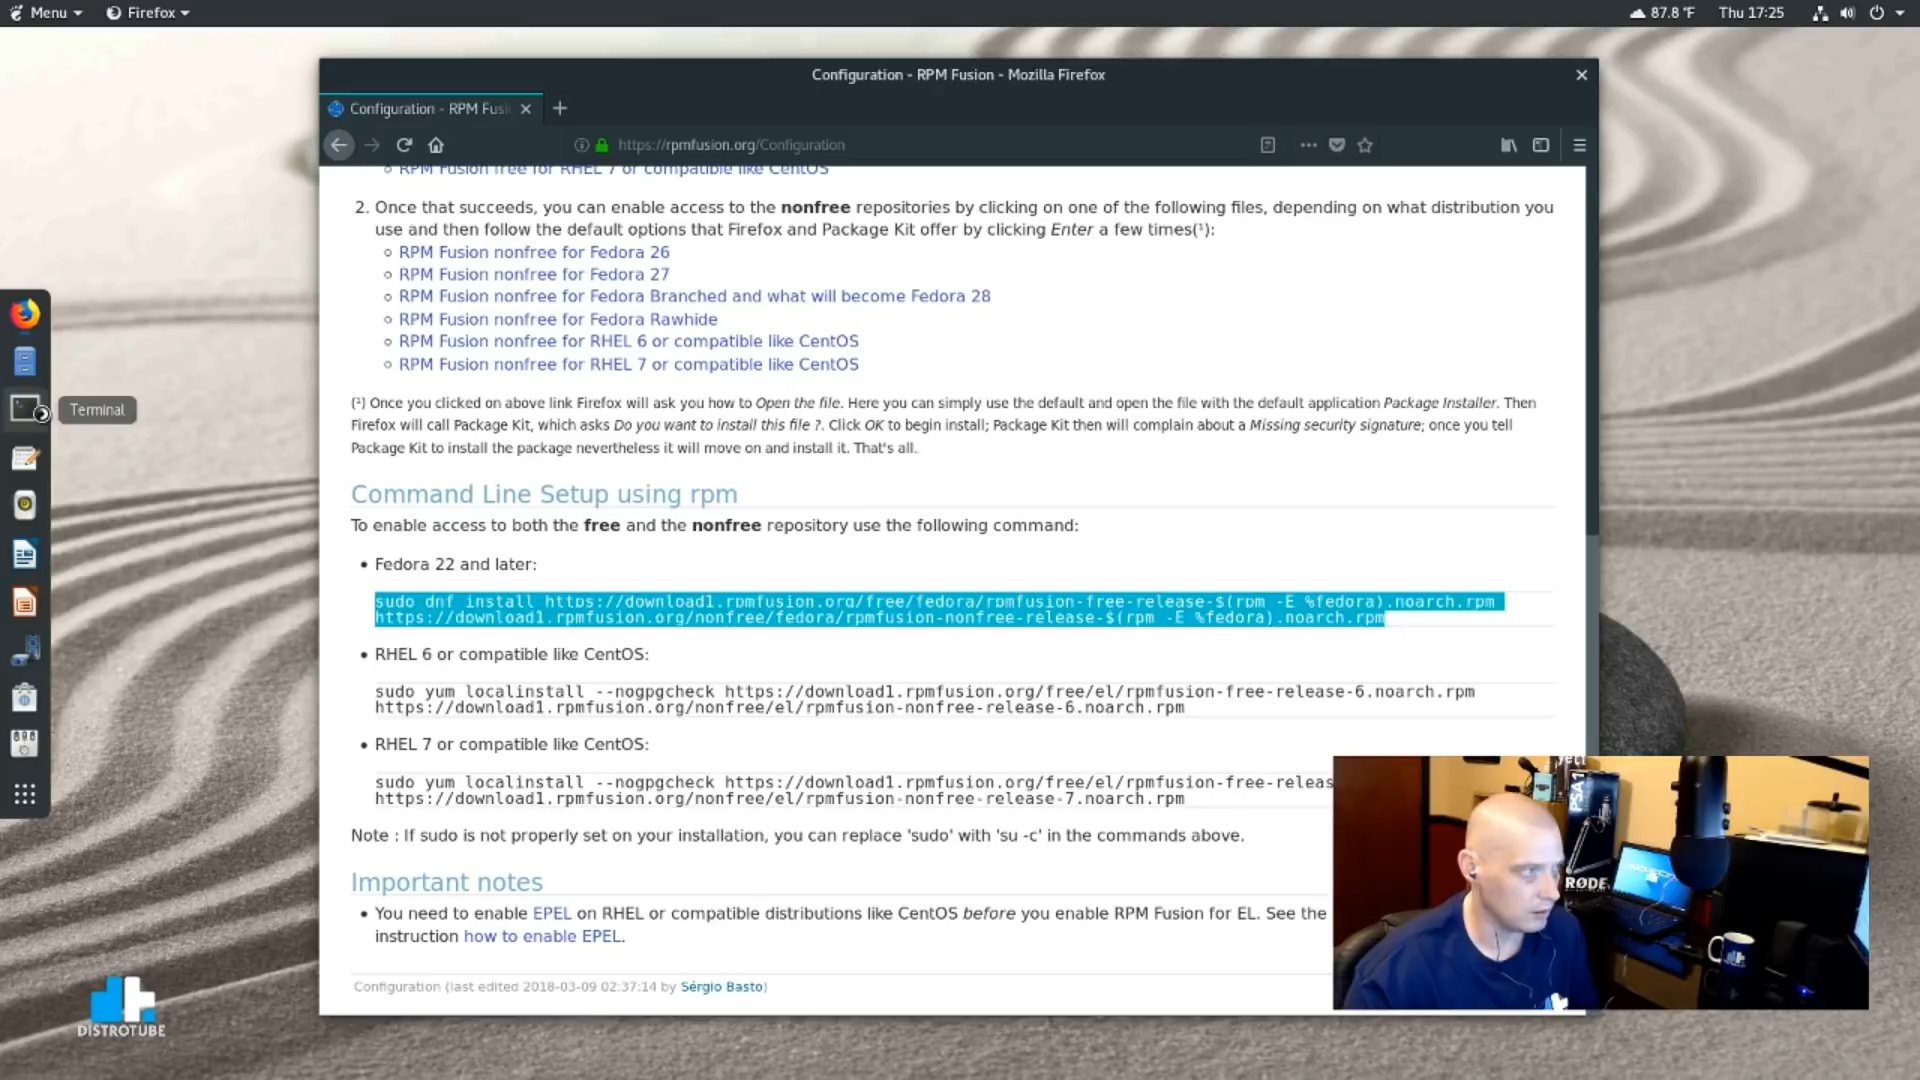 Menu
Firefox
87.8 °F
Thu 17:25
Configuration - RPM Fusion - Mozilla Firefox
Configuration - RPM Fusi
https://rpmfusion.org/Configuration
RPM Fusion free for RHEL 7 or compatible like CentOS
2. Once that succeeds, you can enable access to the nonfree repositories by clicking on one of the following files, depending on what distribution you
use and then follow the default options that Firefox and Package Kit offer by clicking Enter a few times(¹):
RPM Fusion nonfree for Fedora 26
RPM Fusion nonfree for Fedora 27
RPM Fusion nonfree for Fedora Branched and what will become Fedora 28
RPM Fusion nonfree for Fedora Rawhide
RPM Fusion nonfree for RHEL 6 or compatible like CentOS
RPM Fusion nonfree for RHEL 7 or compatible like CentOS
Terminal
(¹) Once you clicked on above link Firefox will ask you how to Open the file. Here you can simply use the default and open the file with the default application Package Installer. Then
Firefox will call Package Kit, which asks Do you want to install this file ?. Click OK to begin install; Package Kit then will complain about a Missing security signature; once you tell
Package Kit to install the package nevertheless it will move on and install it. That's all.
Command Line Setup using rpm
To enable access to both the free and the nonfree repository use the following command:
• Fedora 22 and later:
sudo dnf install https://download1.rpmfusion.org/free/fedora/rpmfusion-free-release-$(rpm -E %fedora).noarch.rpm
https://download1.rpmfusion.org/nonfree/fedora/rpmfusion-nonfree-release-$(rpm -E %fedora).noarch.rpm
• RHEL 6 or compatible like CentOS:
sudo yum localinstall --nogpgcheck https://download1.rpmfusion.org/free/el/rpmfusion-free-release-6.noarch.rpm
https://download1.rpmfusion.org/nonfree/el/rpmfusion-nonfree-release-6.noarch.rpm
• RHEL 7 or compatible like CentOS:
sudo yum localinstall --nogpgcheck https://download1.rpmfusion.org/free/el/rpmfusion-free-releas
https://download1.rpmfusion.org/nonfree/el/rpmfusion-nonfree-release-7.noarch.rpm
Note : If sudo is not properly set on your installation, you can replace 'sudo' with 'su -c' in the commands above.
Important notes
• You need to enable EPEL on RHEL or compatible distributions like CentOS before you enable RPM Fusion for EL. See the
instruction how to enable EPEL.
Configuration (last edited 2018-03-09 02:37:14 by Sérgio Basto)
yeti
PSA1
RØDE
DISTROTUBE